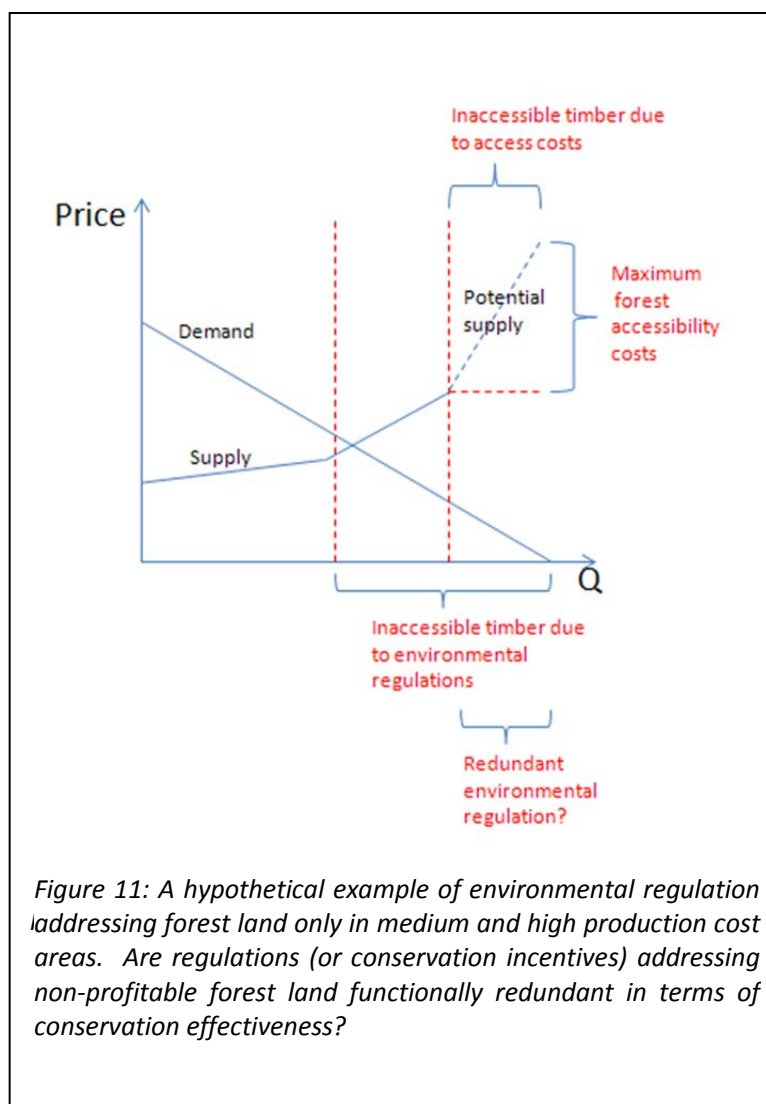 Inaccessible timber due
to access costs
Price
Potential
supply
Maximum
forest
accessibility
costs
Demand
Supply
Q
Inaccessible timber due
to environmental
regulations
Redundant
environmental
regulation?
Figure 11: A hypothetical example of environmental regulation
addressing forest land only in medium and high production cost
areas. Are regulations (or conservation incentives) addressing
non-profitable forest land functionally redundant in terms of
conservation effectiveness?